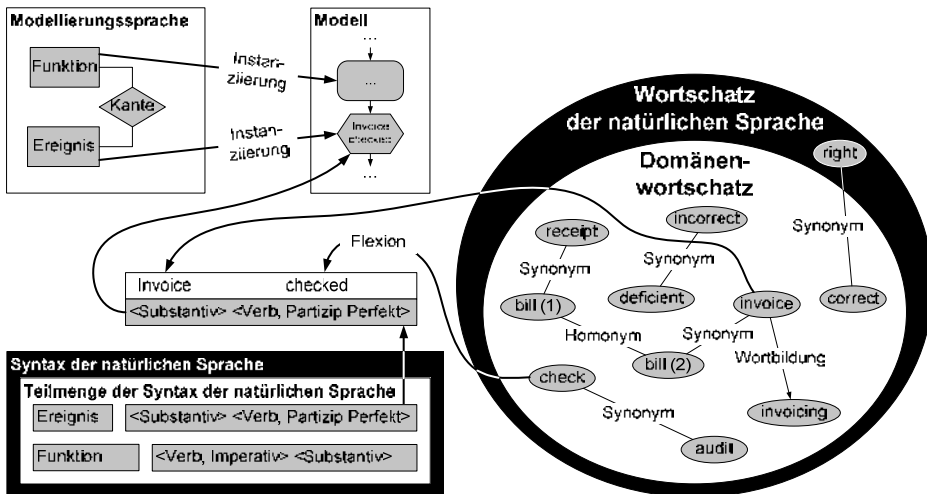 Modellierungssprache
Funktion
Kante
Ereignis
Instan-
ziierung
Instan-
ziierung
Modell
...
...
Invoice
checked
...
Wortschatz
der natürlichen Sprache
right
Domänen-
wortschatz
incorrect
receipt
Synonym
Synonym
Synonym
bill (1)
deficient
invoice
correct
Homonym
Synonym
bill (2)
Wortbildung
check
Synonym
invoicing
audit
Flexion
Invoice checked
<Substantiv> <Verb, Partizip Perfekt>
Syntax der natürlichen Sprache
Teilmenge der Syntax der natürlichen Sprache
Ereignis <Substantiv> <Verb, Partizip Perfekt>
Funktion <Verb, Imperativ> <Substantiv>